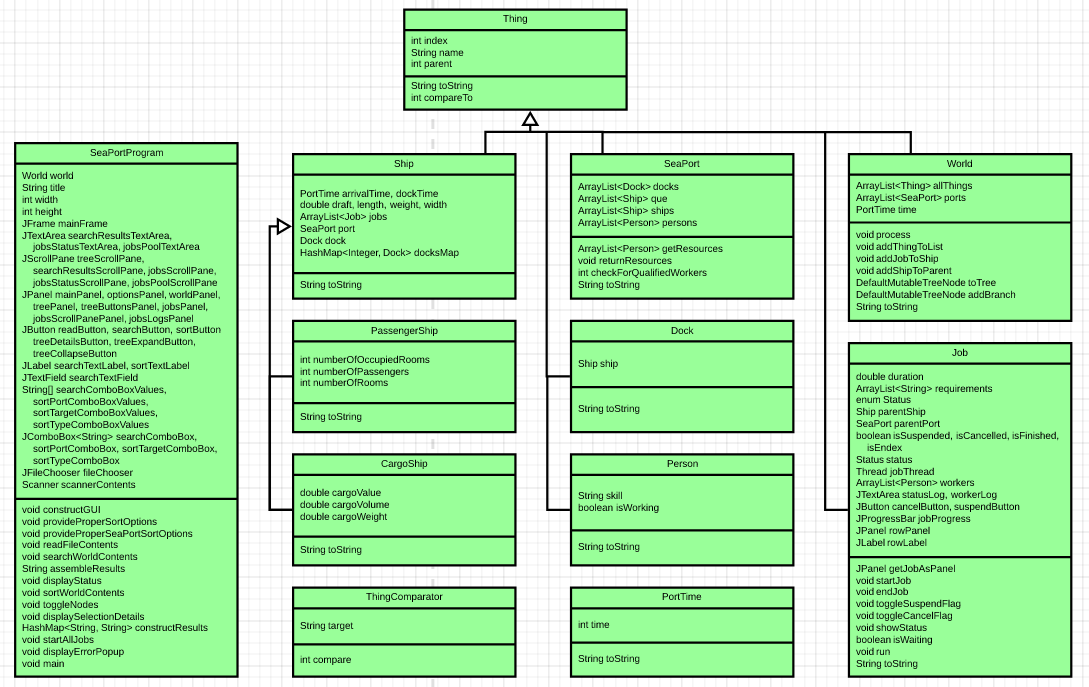 Thing
int index
String name
int parent
String toString
int compareTo
SeaPortProgram
World world
String title
int width
int height
JFrame mainFrame
JTextArea searchResultsTextArea,
jobsStatusTextArea, jobsPoolTextArea
JScrollPane treeScrollPane,
searchResultsScrollPane, jobsScrollPane,
jobsStatusScrollPane, jobsPoolScrollPane
JPanel mainPanel, optionsPanel, worldPanel,
treePanel, treeButtonsPanel, jobsPanel,
jobsScrollPanePanel, jobsLogsPanel
JButton readButton, searchButton, sortButton
treeDetailsButton, treeExpandButton,
treeCollapseButton
JLabel searchTextLabel, sortTextLabel
JTextField searchTextField
String[] searchComboBoxValues,
sortPortComboBoxValues,
sortTargetComboBoxValues,
sortTypeComboBoxValues
JComboBox<String> searchComboBox,
sortPortComboBox, sortTargetComboBox,
sortTypeComboBox
JFileChooser fileChooser
Scanner scannerContents
void constructGUI
void provideProperSortOptions
void provideProperSeaPortSortOptions
void readFileContents
void searchWorldContents
String assembleResults
void displayStatus
void sortWorldContents
void toggleNodes
void displaySelectionDetails
HashMap<String, String> constructResults
void startAllJobs
void displayErrorPopup
void main
Ship
PortTime arrivalTime, dockTime
double draft, length, weight, width
ArrayList<Job> jobs
SeaPort port
Dock dock
HashMap<Integer, Dock> docksMap
String toString
PassengerShip
int numberOfOccupiedRooms
int numberOfPassengers
int numberOfRooms
String toString
CargoShip
double cargoValue
double cargoVolume
double cargoWeight
String toString
ThingComparator
String target
int compare
SeaPort
ArrayList<Dock> docks
ArrayList<Ship> que
ArrayList<Ship> ships
ArrayList<Person> persons
ArrayList<Person> getResources
void returnResources
int checkForQualifiedWorkers
String toString
Dock
Ship ship
String toString
Person
String skill
boolean isWorking
String toString
PortTime
int time
String toString
World
ArrayList<Thing> allThings
ArrayList<SeaPort> ports
PortTime time
void process
void addThingToList
void addJobToShip
void addShipToParent
DefaultMutableTreeNode toTree
DefaultMutableTreeNode addBranch
String toString
Job
double duration
ArrayList<String> requirements
enum Status
Ship parentShip
SeaPort parentPort
boolean isSuspended, isCancelled, isFinished,
isEndex
Status status
Thread jobThread
ArrayList<Person> workers
JTextArea statusLog, workerLog
JButton cancelButton, suspendButton
JProgressBar jobProgress
JPanel rowPanel
JLabel rowLabel
JPanel getJobAsPanel
void startJob
void endJob
void toggleSuspendFlag
void toggleCancelFlag
void showStatus
boolean isWaiting
void run
String toString